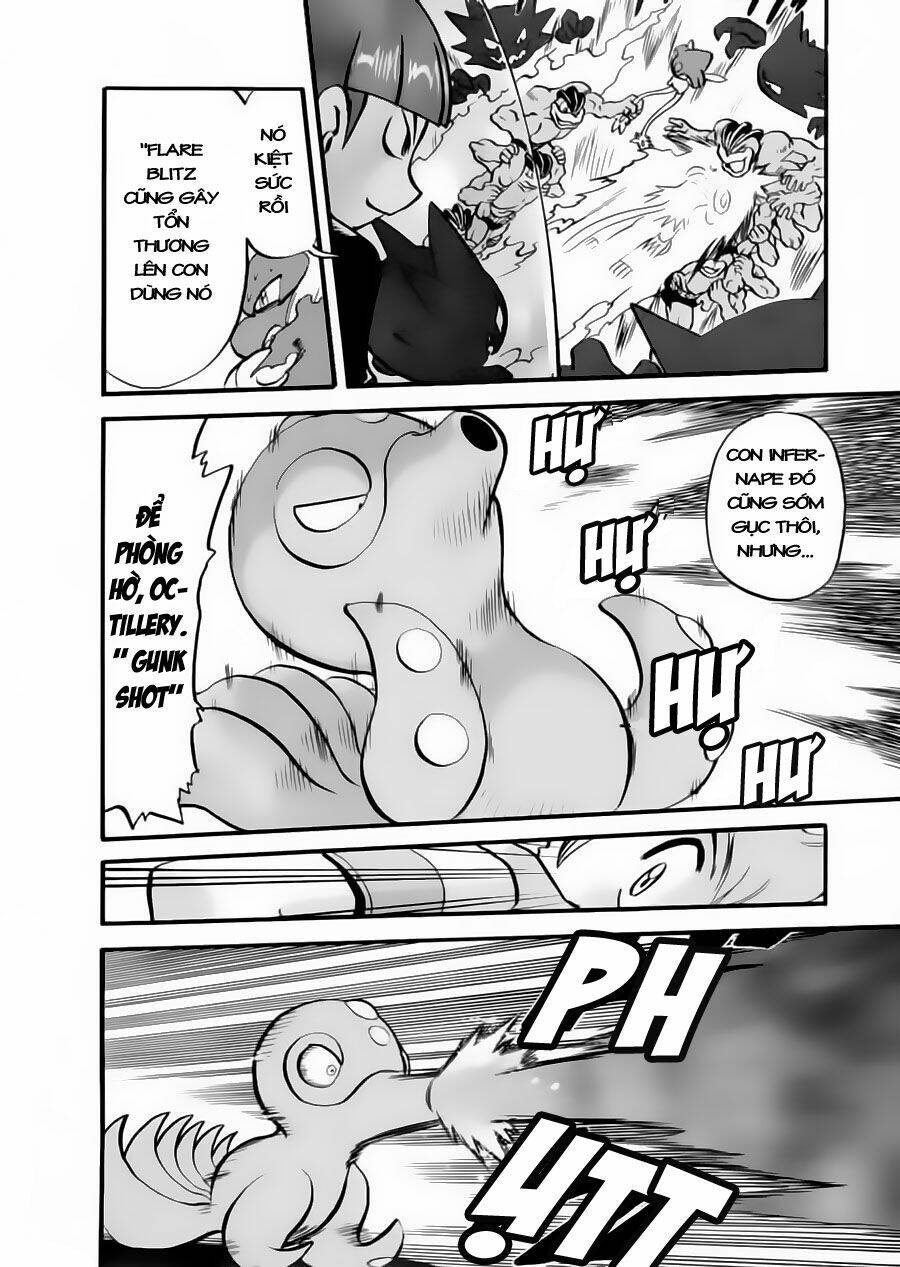 NÓ
KIỆT
SỨC
RỒI
"FLARE
BLITZ
CŨNG GÂY
TỔN
THƯƠNG
LÊN CON
DÙNG NÓ
CON INFER-
NAPE ĐÓ
CŨNG SỚM
GỤC THÔI,
NHƯNG...
HỰ
HỰ
HỰ
HỰ
ĐỂ
PHÒNG
HỜ, OC-
TILLERY.
" GUNK
SHOT"
PH
ỤTT